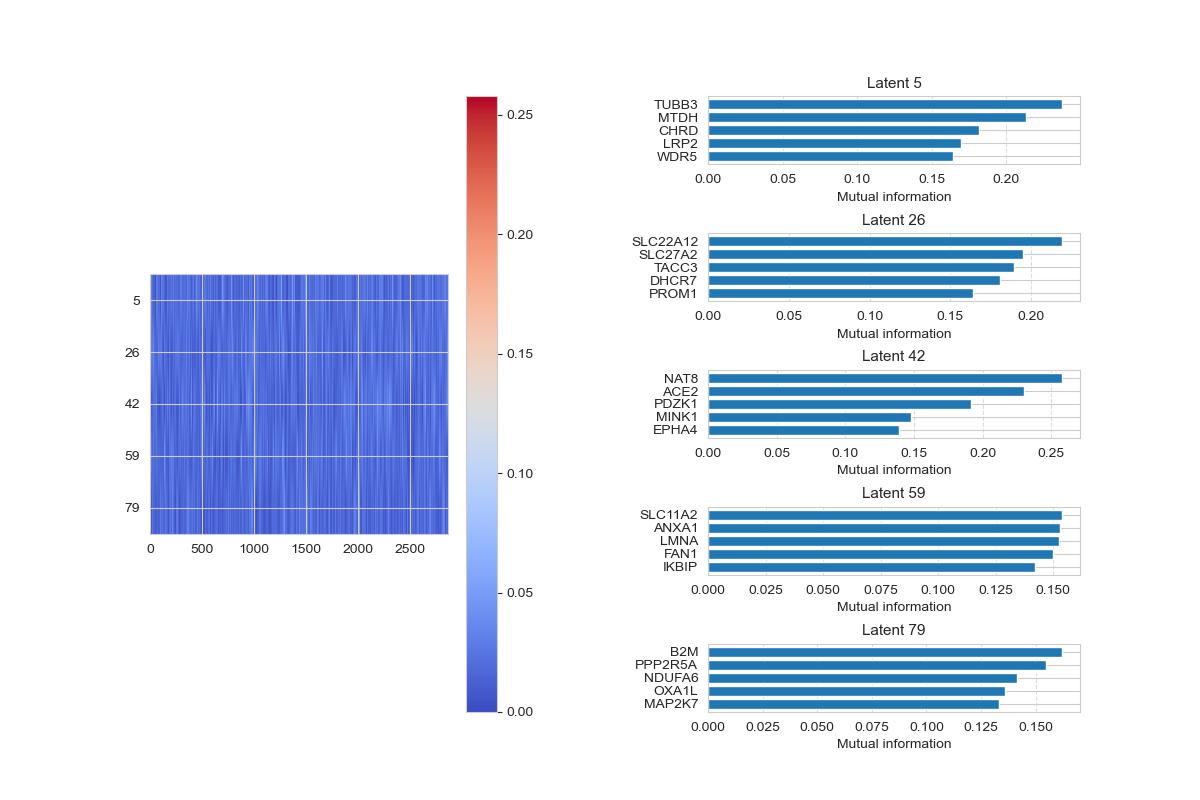 5
26
42
59
79
0 500 1000 1500 2000 2500
0.25
0.20
0.15
0.10
0.05
0.00
Latent 5
TUBB3
MTDH
CHRD
LRP2
WDR5
0.00 0.05 0.10 0.15 0.20
Mutual information
Latent 26
SLC22A12
SLC27A2
TACC3
DHCR7
PROM1
0.00 0.05 0.10 0.15 0.20
Mutual information
Latent 42
NAT8
ACE2
PDZK1
MINK1
EPHA4
0.00 0.05 0.10 0.15 0.20 0.25
Mutual information
Latent 59
SLC11A2
ANXA1
LMNA
FAN1
IKBIP
0.000 0.025 0.050 0.075 0.100 0.125 0.150
Mutual information
Latent 79
B2M
PPP2R5A
NDUFA6
OXA1L
MAP2K7
0.000 0.025 0.050 0.075 0.100 0.125 0.150
Mutual information